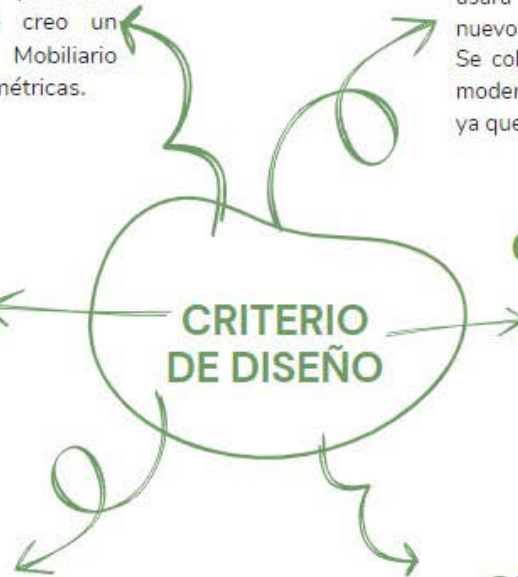 creo un
Mobiliario
métricas.
nuevo
Se col
moder
ya que
CRITERIO
DE DISEÑO